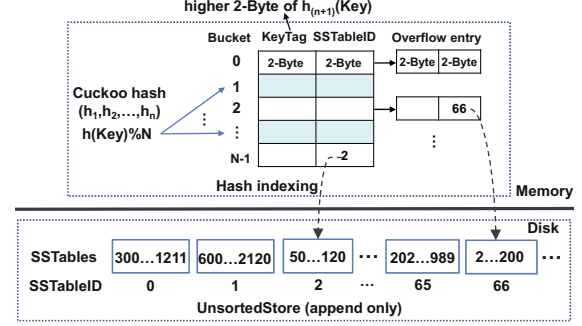 higher 2-Byte of h(n+1)(Key)
Bucket KeyTag SSTableID Overflow entry
0 2-Byte 2-Byte 2-Byte 2-Byte
1
Cuckoo hash
(h1,h2,...,hn)
2 66
h(Key)%N
⋮ ⋮ ⋮
N-1 2
Hash indexing
Memory
Disk
SSTables 300...1211 600...2120 50...120 ... 202...989 2...200 ...
SSTableID 0 1 2 ... 65 66
UnsortedStore (append only)